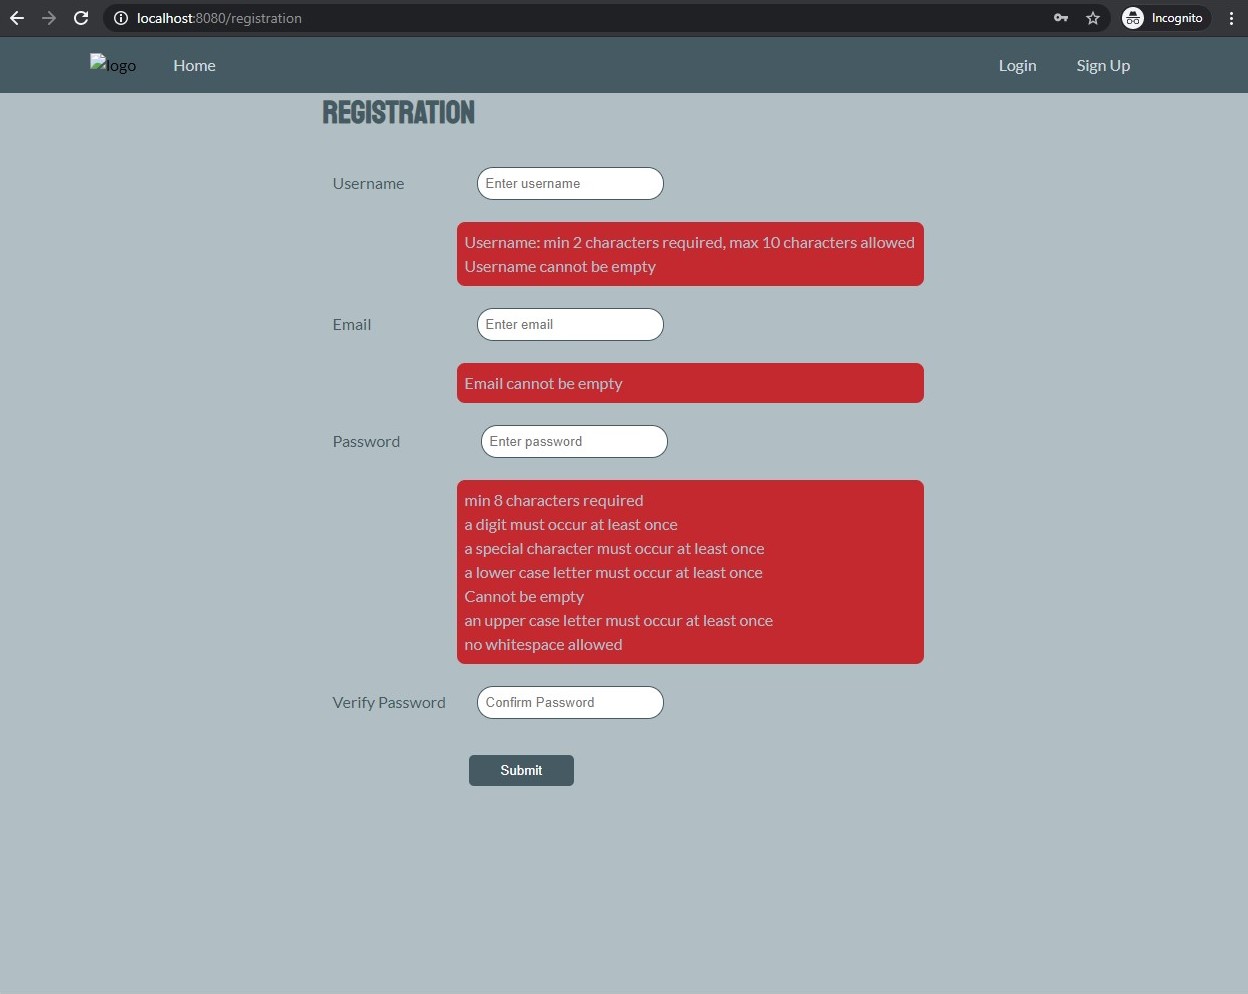 localhost:8080/registration
Incognito
logo
Home
Login
Sign Up
REGISTRATION
Username
Enter username
Username: min 2 characters required, max 10 characters allowed
Username cannot be empty
Email
Enter email
Email cannot be empty
Password
Enter password
min 8 characters required
a digit must occur at least once
a special character must occur at least once
a lower case letter must occur at least once
Cannot be empty
an upper case letter must occur at least once
no whitespace allowed
Verify Password
Confirm Password
Submit